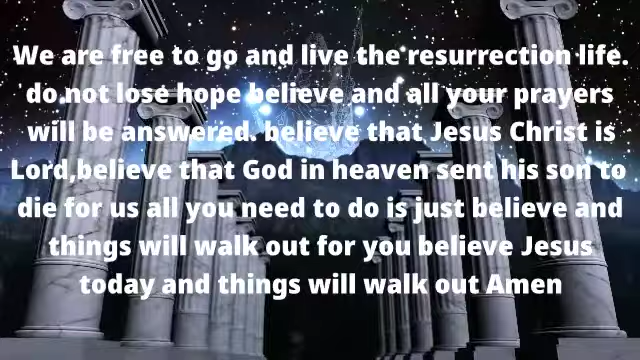 We are free to go and live the resurrection life.
do not lose hope believe and all your prayers
will be answered. believe that Jesus Christ is
Lord,believe that God in heaven sent his son to
die for us all you need to do is just believe and
things will walk out for you believe Jesus
today and things will walk out Amen